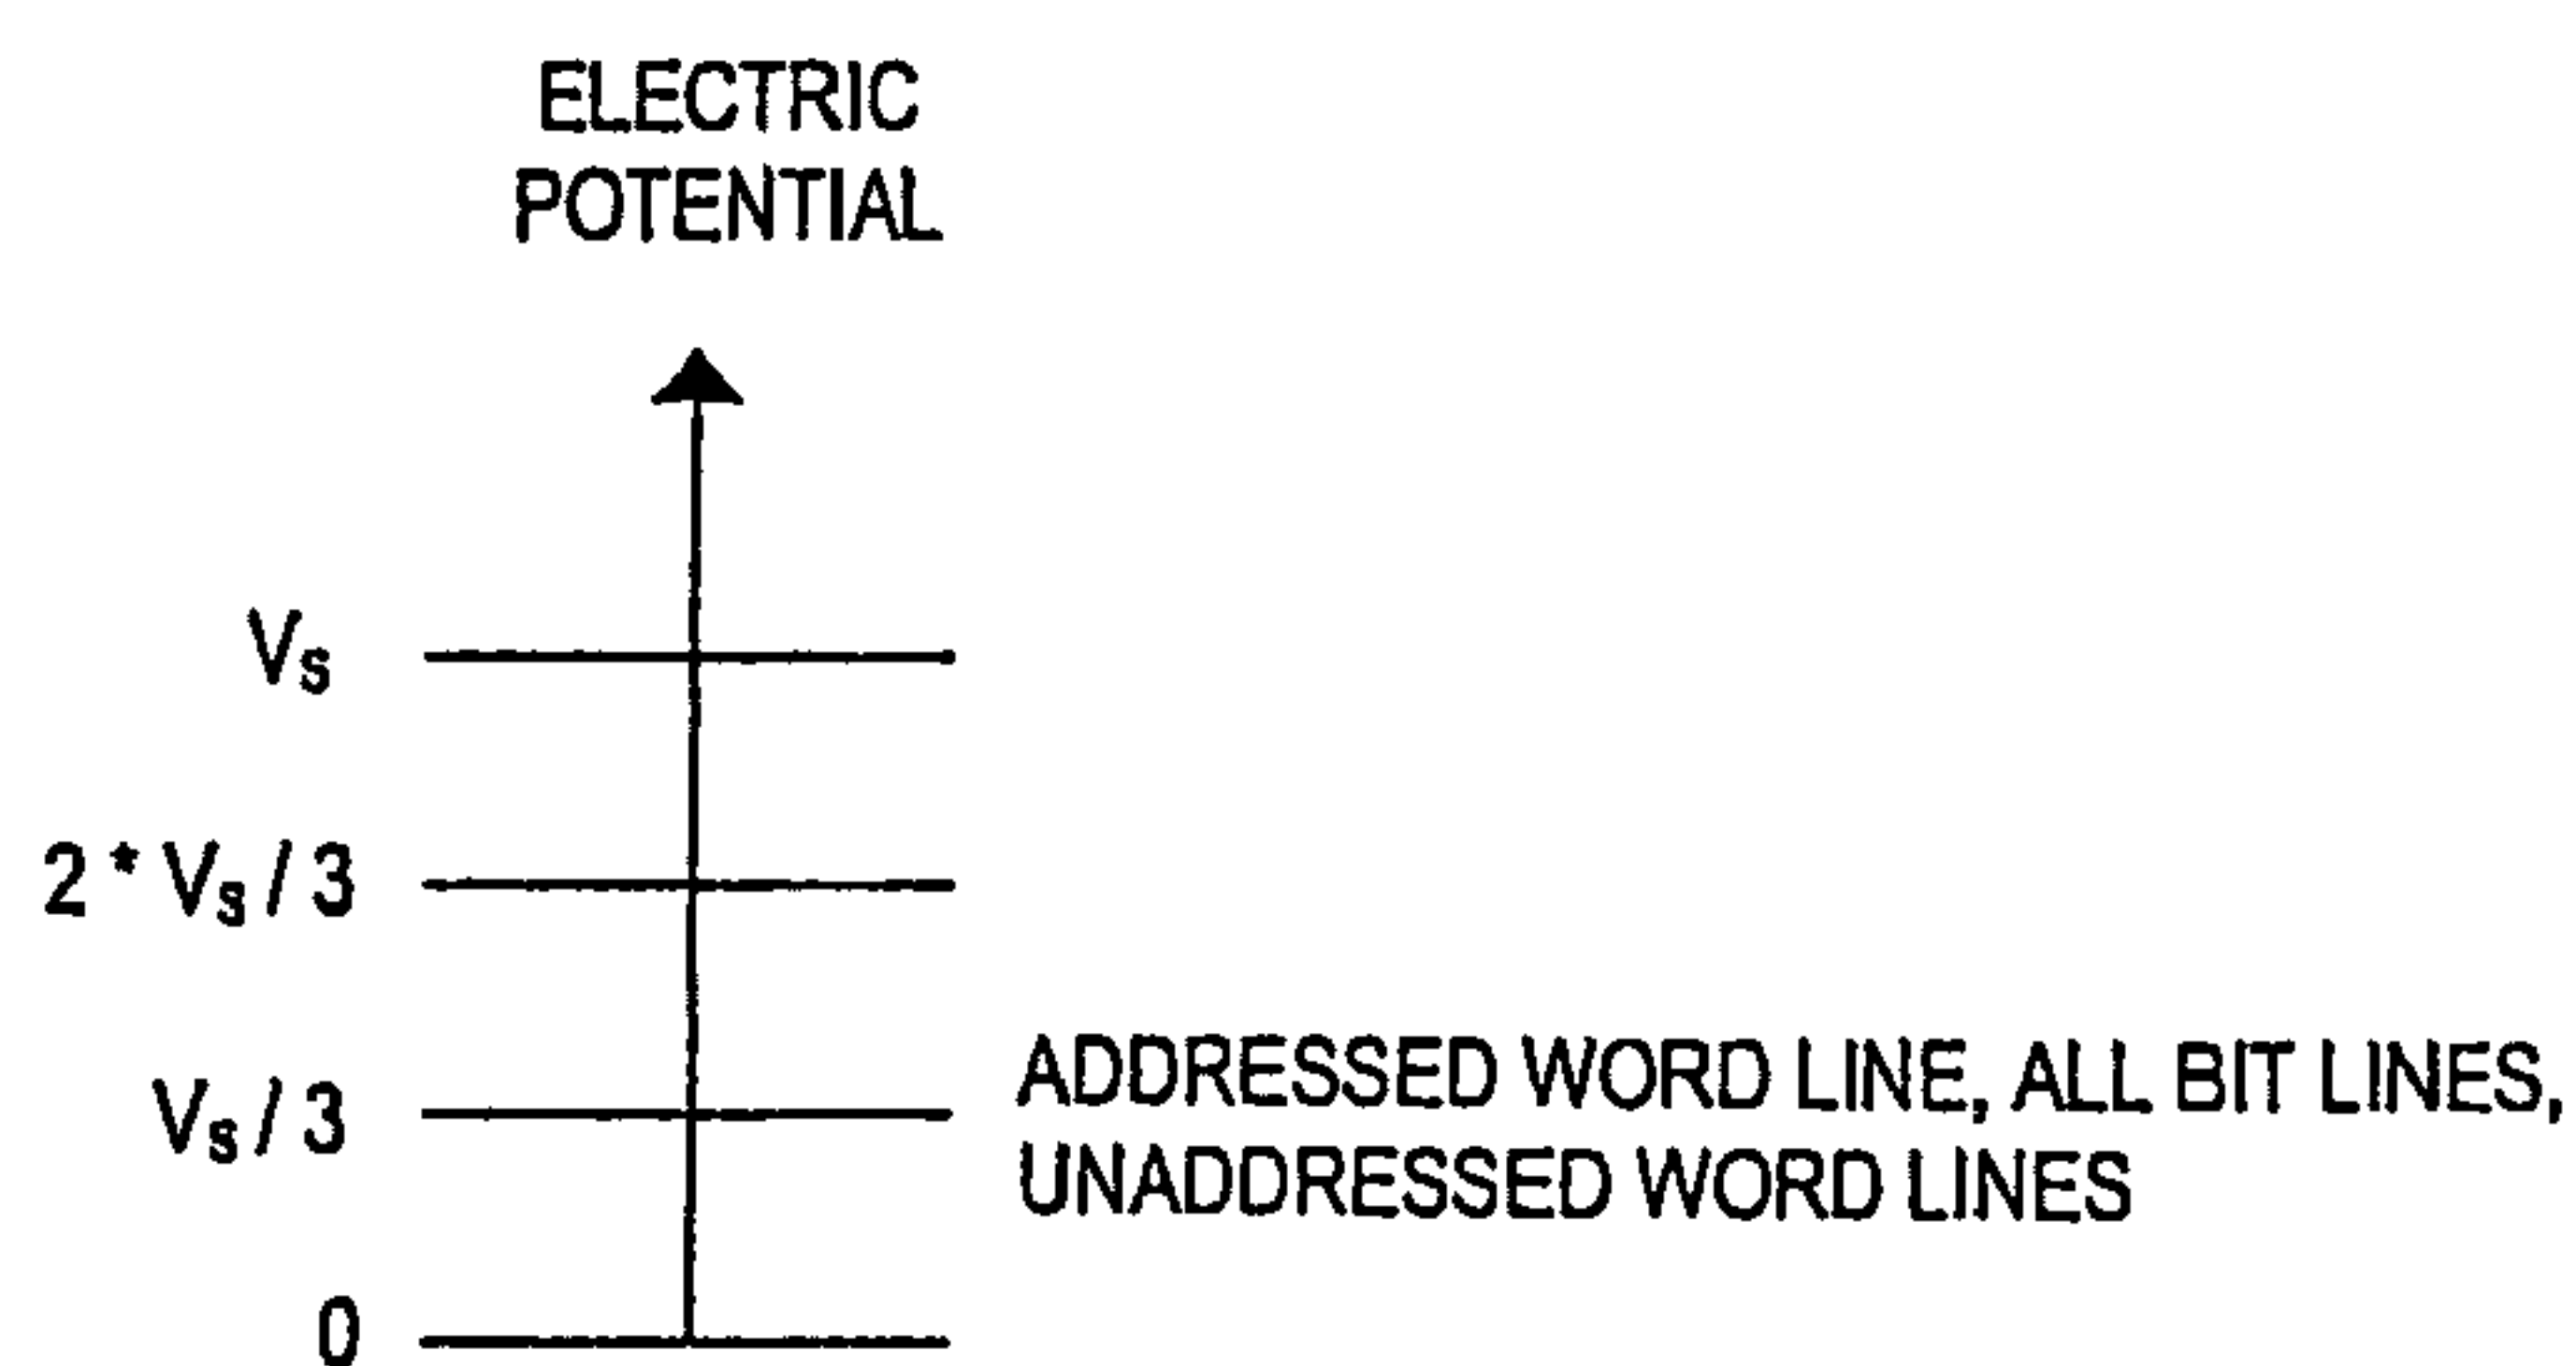 ELECTRIC
POTENTIAL
Vs
2 * Vs / 3
Vs / 3
ADDRESSED WORD LINE, ALL BIT LINES,
UNADDRESSED WORD LINES
0